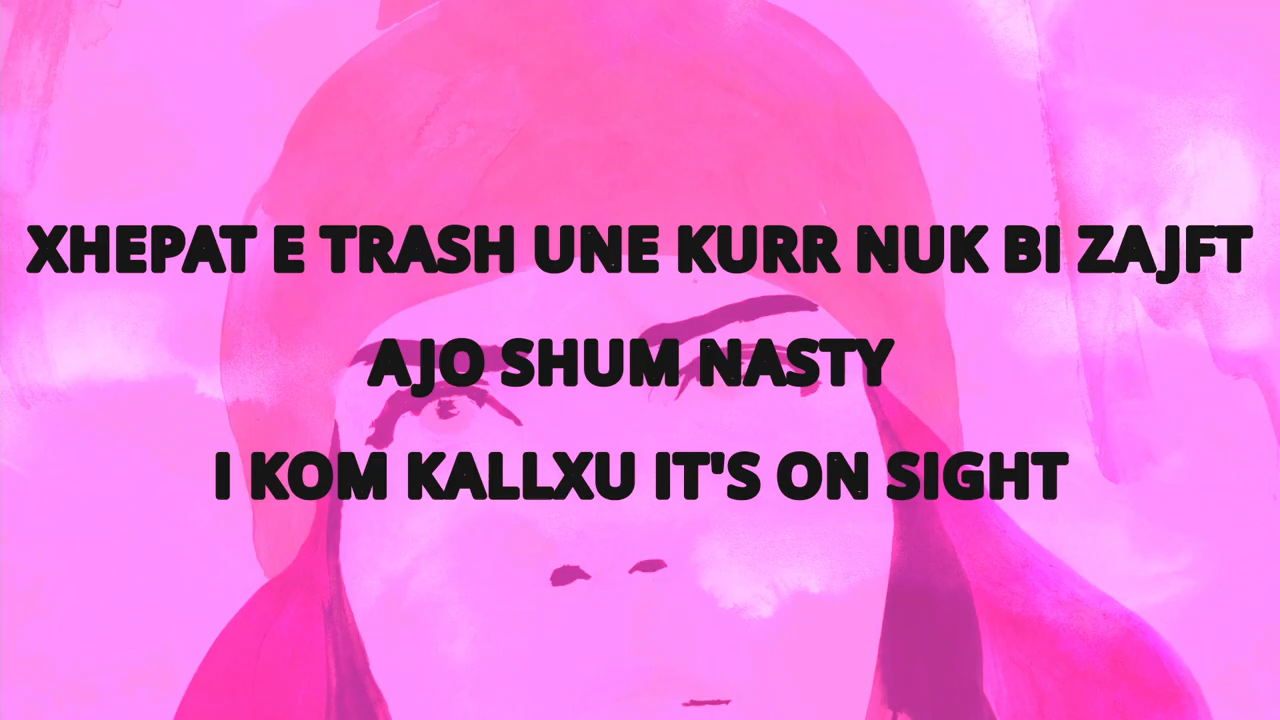 XHEPAT E TRASH UNE KURR NUK BI ZAJFT
AJO SHUM NASTY
I KOM KALLXU IT'S ON SIGHT